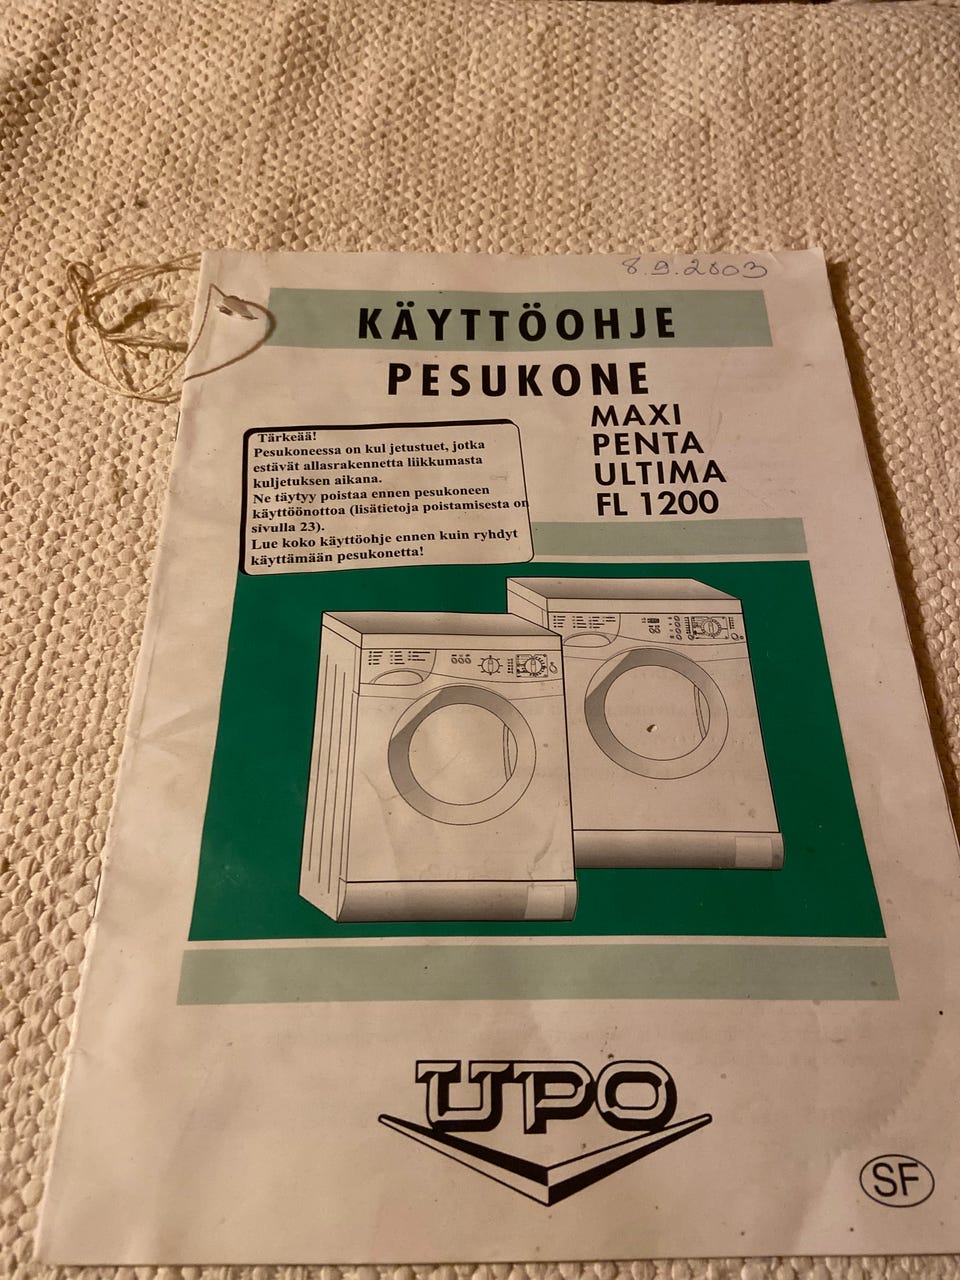 8.9.2003
KÄYTTÖOHJE
PESUKONE
MAXI
PENTA
ULTIMA
FL 1200
Tärkeää!
Pesukoneessa on kul jetustuet, jotka
estävät allasrakennetta liikkumasta
kuljetuksen aikana.
Ne täytyy poistaa ennen pesukoneen
käyttöönottoa (lisätietoja poistamisesta on
sivulla 23).
Lue koko käyttöohje ennen kuin ryhdyt
käyttämään pesukonetta!
UPO
SF